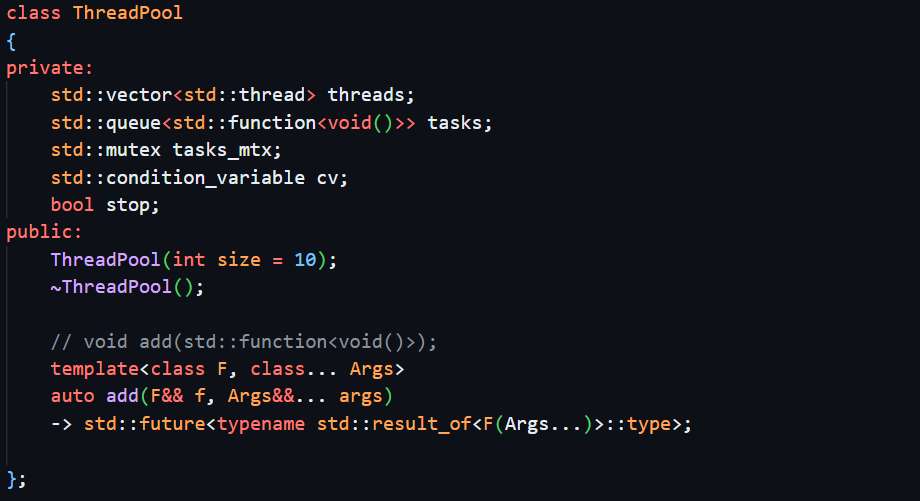 class ThreadPool
{
private:
    std::vector<std::thread> threads;
    std::queue<std::function<void()>> tasks;
    std::mutex tasks_mtx;
    std::condition_variable cv;
    bool stop;
public:
    ThreadPool(int size = 10);
    ~ThreadPool();

    // void add(std::function<void()>);
    template<class F, class... Args>
    auto add(F&& f, Args&&... args)
    -> std::future<typename std::result_of<F(Args...)>::type>;

};